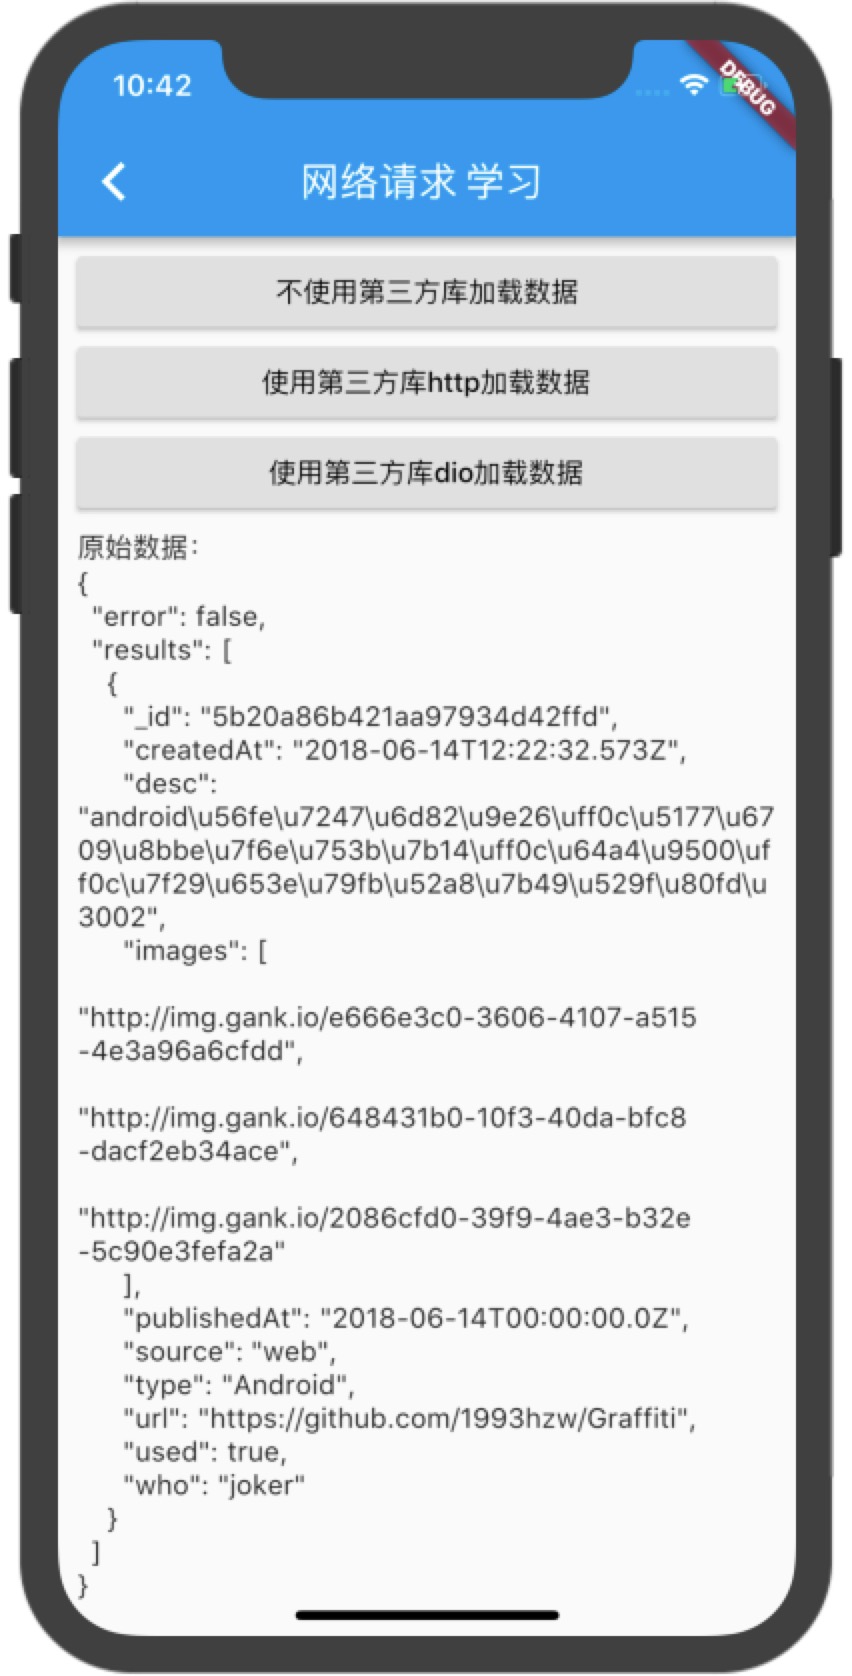 10:42
DEBUG
网络请求 学习
不使用第三方库加载数据
使用第三方库http加载数据
使用第三方库dio加载数据
原始数据：
{
"error": false,
"results": [
{
"_id": "5b20a86b421aa97934d42ffd",
"createdAt": "2018-06-14T12:22:32.573Z",
"desc":
"android\u56fe\u7247\u6d82\u9e26\uff0c\u5177\u67
09\u8bbe\u7f6e\u753b\u7b14\uff0c\u64a4\u9500\uf
f0c\u7f29\u653e\u79fb\u52a8\u7b49\u529f\u80fd\u
3002",
"images": [
"http://img.gank.io/e666e3c0-3606-4107-a515
-4e3a96a6cfdd",
"http://img.gank.io/648431b0-10f3-40da-bfc8
-dacf2eb34ace",
"http://img.gank.io/2086cfd0-39f9-4ae3-b32e
-5c90e3fefa2a"
],
"publishedAt": "2018-06-14T00:00:00.0Z",
"source": "web",
"type": "Android",
"url": "https://github.com/1993hzw/Graffiti",
"used": true,
"who": "joker"
}
]
}